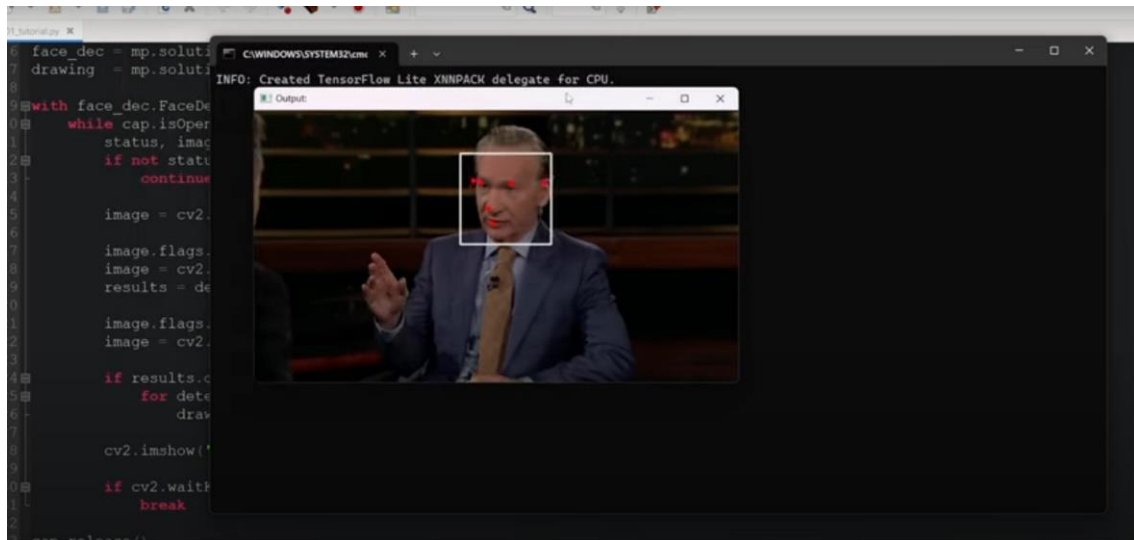 01_tutorial.py
face_dec = mp.soluti
drawing = mp.soluti
with face_dec.FaceDe
while cap.isOper
status, imag
if not statu
continue
image = cv2.
image.flags.
image = cv2.
results = de
image.flags.
image = cv2.
if results.d
for dete
draw
cv2.imshow("
if cv2.waitK
break
C:\WINDOWS\SYSTEM32\cmc
INFO: Created TensorFlow Lite XNNPACK delegate for CPU.
Output: